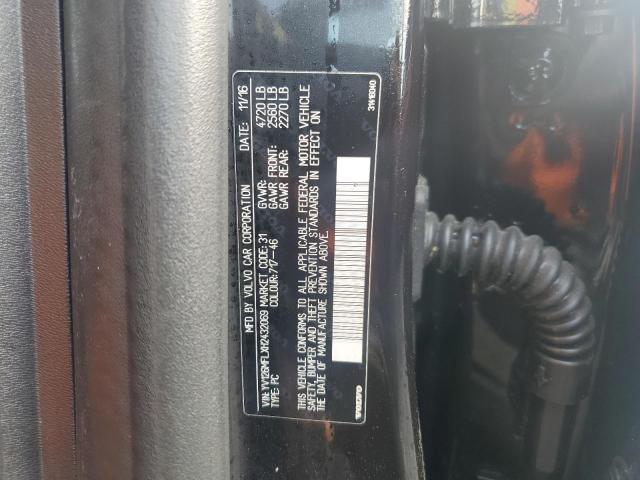 MFD BY VOLVO CAR CORPORATION DATE: 11/16
VIN: YV126MFLXH2432069 MARKET CODE: 31 GVWR: 4720 LB
TYPE: PC COLOUR: 717-46 GAWR FRONT: 2560 LB
GAWR REAR: 2270 LB
THIS VEHICLE CONFORMS TO ALL APPLICABLE FEDERAL MOTOR VEHICLE
SAFETY, BUMPER AND THEFT PREVENTION STANDARDS IN EFFECT ON
THE DATE OF MANUFACTURE SHOWN ABOVE.
VOLVO